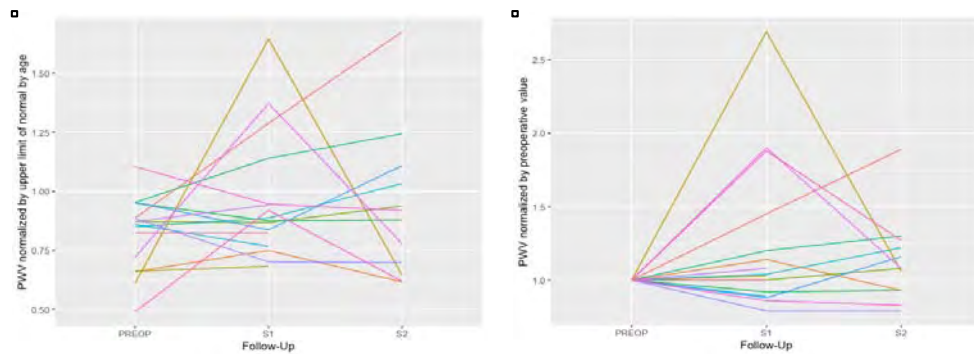 PWV normalized by upper limit of normal by age
1.50
1.25
1.00
0.75
0.50
PREOP
S1
S2
Follow-Up
PWV normalized by preoperative value
2.5
2.0
1.5
1.0
PREOP
S1
S2
Follow-Up